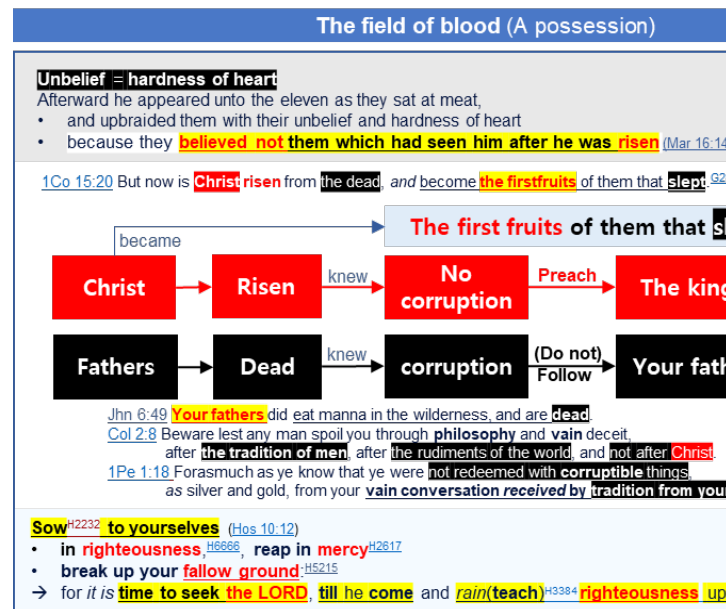 The field of blood (A possession)
Unbelief = hardness of heart
Afterward he appeared unto the eleven as they sat at meat,
• and upbraided them with their unbelief and hardness of heart
• because they believed not them which had seen him after he was risen (Mar 16:14
1Co 15:20 But now is Christ risen from the dead, and become the firstfruits of them that slept.G2
The first fruits of them that sl
became
Christ Risen knew No corruption Preach The king
Fathers Dead knew corruption (Do not) Follow Your fath
Jhn 6:49 Your fathers did eat manna in the wilderness, and are dead.
Col 2:8 Beware lest any man spoil you through philosophy and vain deceit,
after the tradition of men, after the rudiments of the world, and not after Christ.
1Pe 1:18 Forasmuch as ye know that ye were not redeemed with corruptible things,
as silver and gold, from your vain conversation received by tradition from your
SowH2232 to yourselves (Hos 10:12)
• in righteousness,H6666, reap in mercyH2617
• break up your fallow ground:H5215
→ for it is time to seek the LORD, till he come and rain(teach)H3384 righteousness up